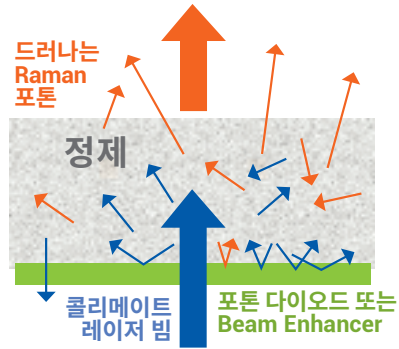 드러나는
Raman
포톤
정제
콜리메이트
레이저 빔
포톤 다이오드 또는
Beam Enhancer